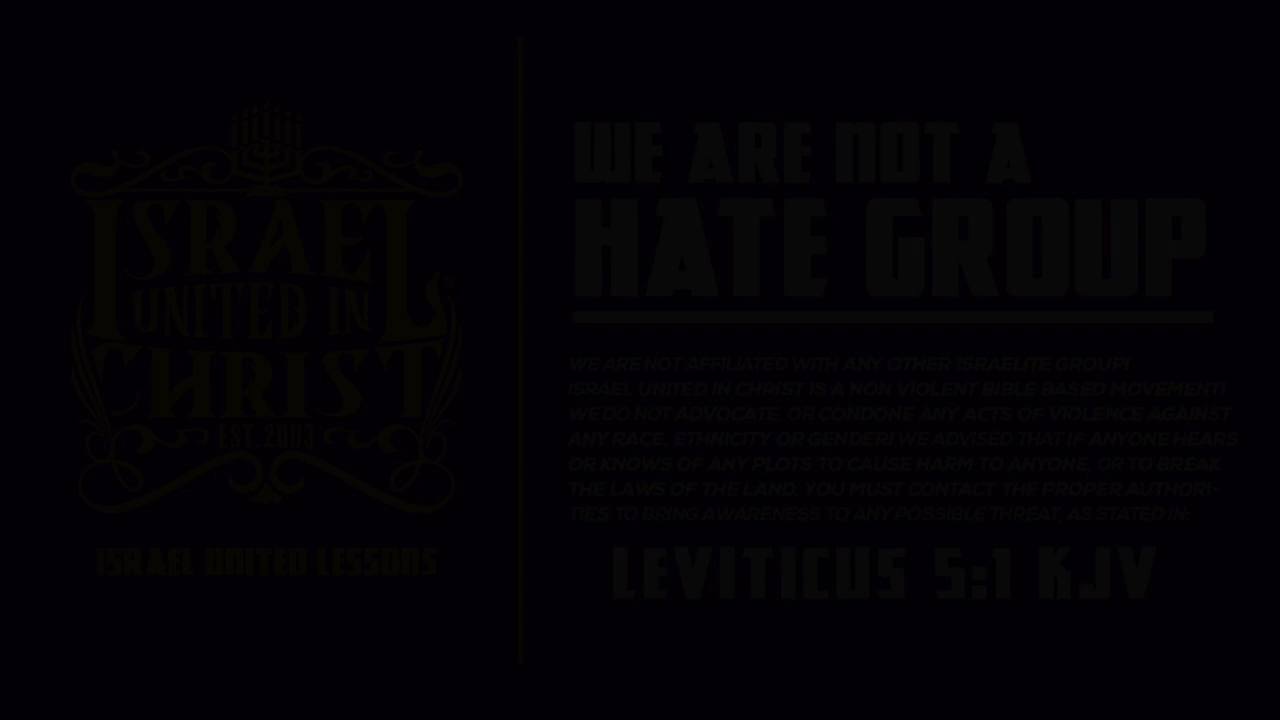 ISRAEL
UNITED IN
CHRIST
EST. 2003
ISRAEL UNITED LESSONS
WE ARE NOT A
HATE GROUP
WE ARE NOT AFFILIATED WITH ANY OTHER ISRAELITE GROUP!
ISRAEL UNITED IN CHRIST IS A NON VIOLENT BIBLE BASED MOVEMENT!
WE DO NOT ADVOCATE OR CONDONE ANY ACTS OF VIOLENCE AGAINST
ANY RACE, ETHNICITY OR GENDER! WE ADVISED THAT IF ANYONE HEARS
OR KNOWS OF ANY PLOTS TO CAUSE HARM TO ANYONE, OR TO BREAK
THE LAWS OF THE LAND. YOU MUST CONTACT THE PROPER AUTHORI-
TIES TO BRING AWARENESS TO ANY POSSIBLE THREAT, AS STATED IN:
LEVITICUS 5:1 KJV